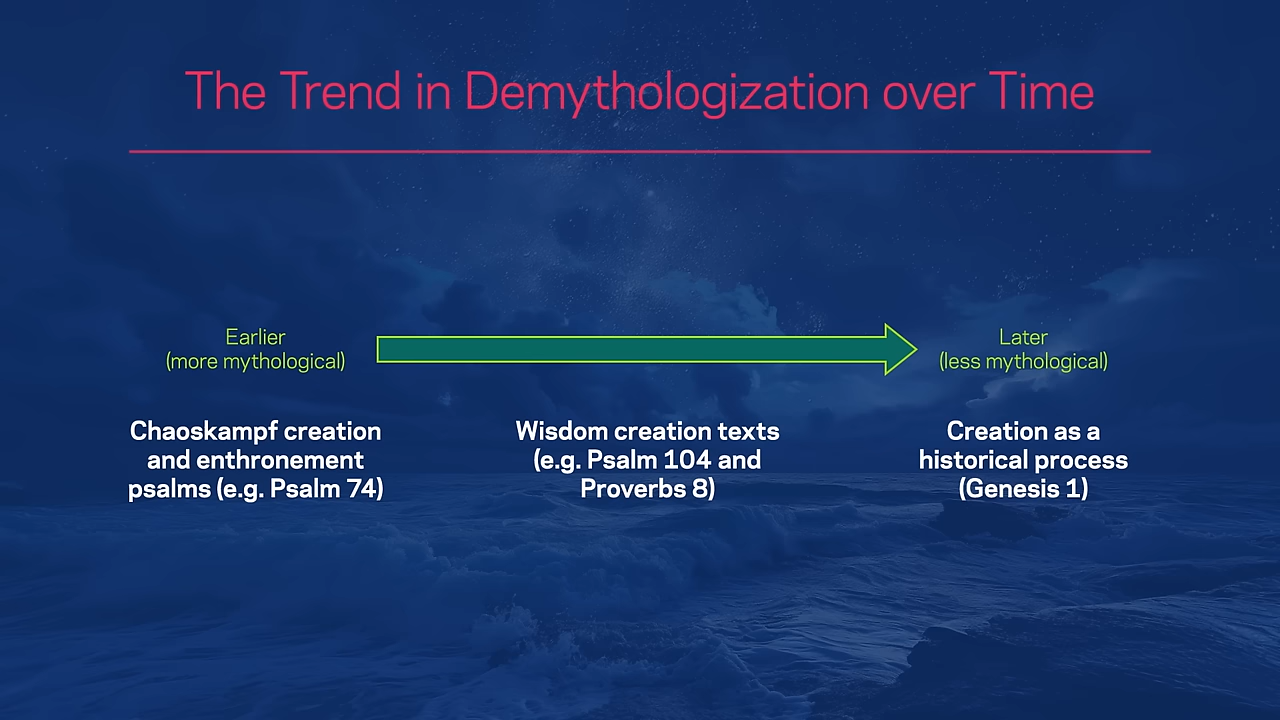 The Trend in Demythologization over Time
Earlier
(more mythological)
Later
(less mythological)
Chaoskampf creation
and enthronement
psalms (e.g. Psalm 74)
Wisdom creation texts
(e.g. Psalm 104 and
Proverbs 8)
Creation as a
historical process
(Genesis 1)